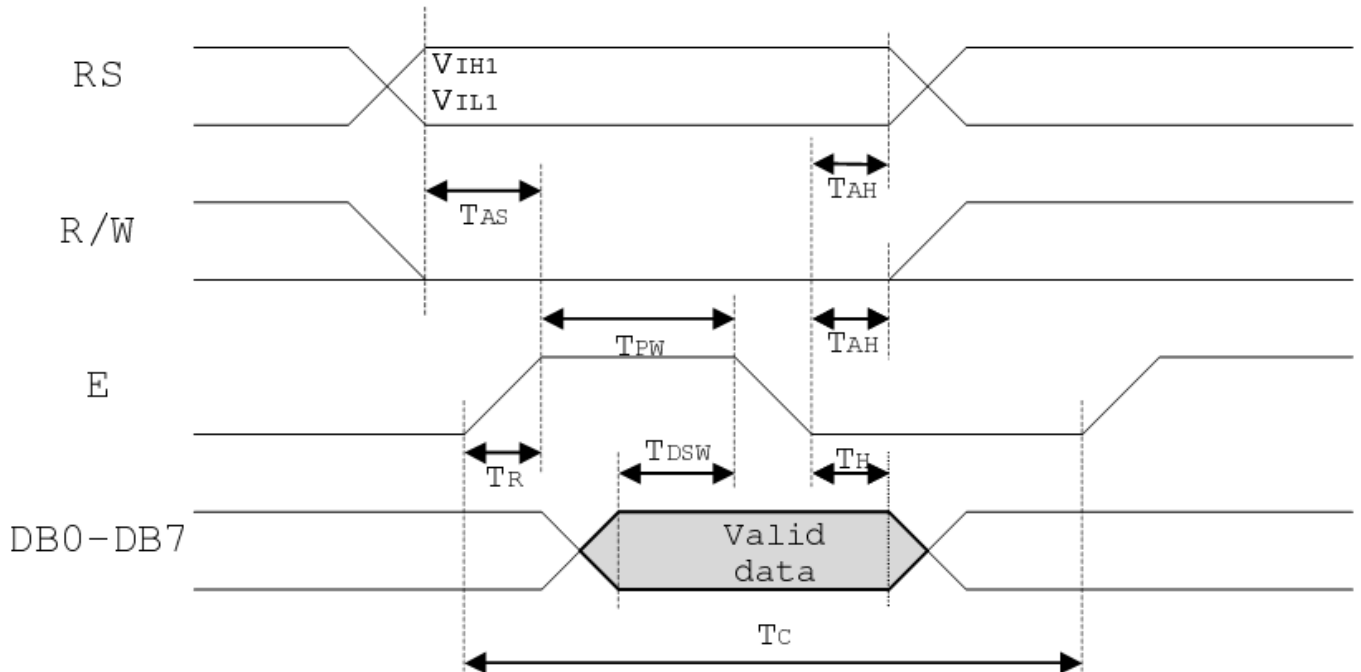 RS
VIH1
VIL1
TAH
TAS
R/W
TPW
TAH
E
TR
TDSW
TH
DB0-DB7
Valid
data
TC